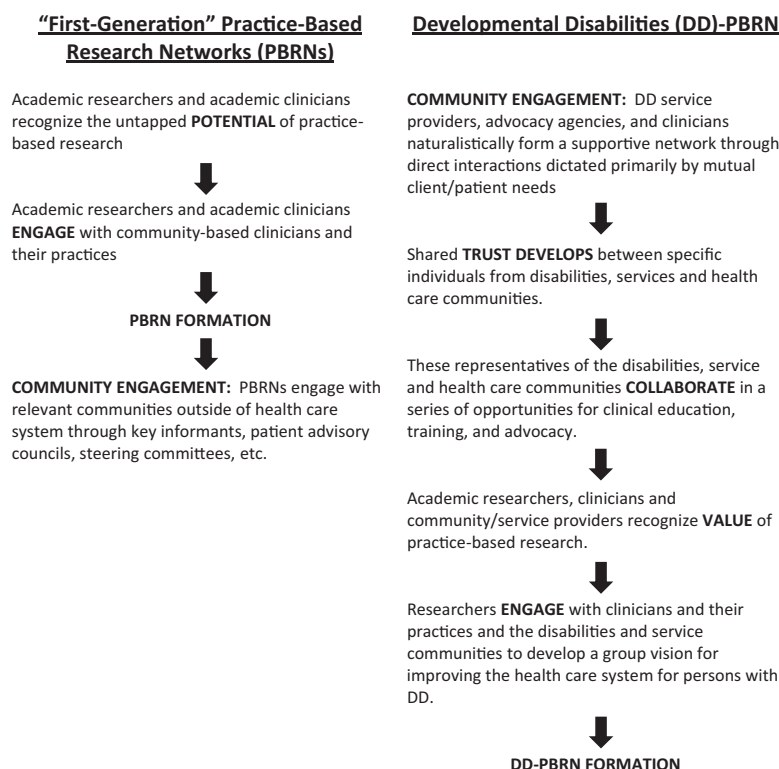 “First-Generation” Practice-Based
Research Networks (PBRNs)
Academic researchers and academic clinicians
recognize the untapped POTENTIAL of practice-
based research
Academic researchers and academic clinicians
ENGAGE with community-based clinicians and
their practices
PBRN FORMATION
COMMUNITY ENGAGEMENT: PBRNs engage with
relevant communities outside of health care
system through key informants, patient advisory
councils, steering committees, etc.
Developmental Disabilities (DD)-PBRN
COMMUNITY ENGAGEMENT: DD service
providers, advocacy agencies, and clinicians
naturalistically form a supportive network through
direct interactions dictated primarily by mutual
client/patient needs
Shared TRUST DEVELOPS between specific
individuals from disabilities, services and health
care communities.
These representatives of the disabilities, service
and health care communities COLLABORATE in a
series of opportunities for clinical education,
training, and advocacy.
Academic researchers, clinicians and
community/service providers recognize VALUE of
practice-based research.
Researchers ENGAGE with clinicians and their
practices and the disabilities and service
communities to develop a group vision for
improving the health care system for persons with
DD.
DD-PBRN FORMATION